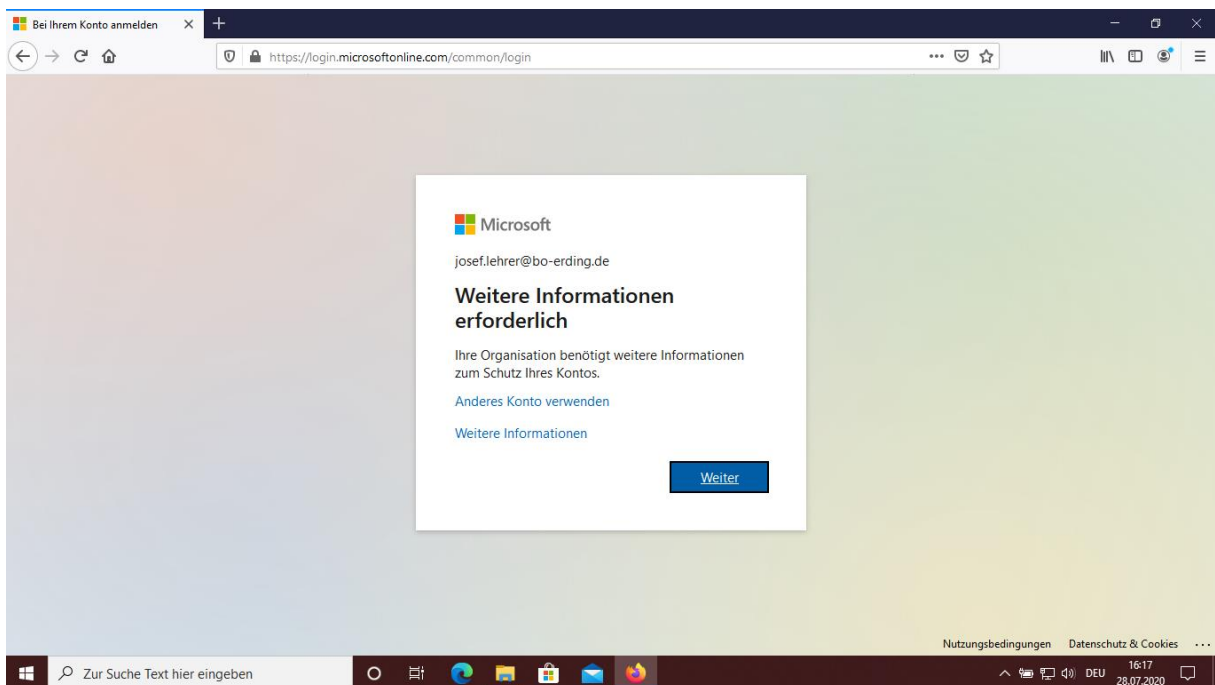 Bei Ihrem Konto anmelden
https://login.microsoftonline.com/common/login
Microsoft
josef.lehrer@bo-erding.de
Weitere Informationen
erforderlich
Ihre Organisation benötigt weitere Informationen
zum Schutz Ihres Kontos.
Anderes Konto verwenden
Weitere Informationen
Weiter
Nutzungsbedingungen Datenschutz & Cookies ...
Zur Suche Text hier eingeben
DEU
16:17
28.07.2020